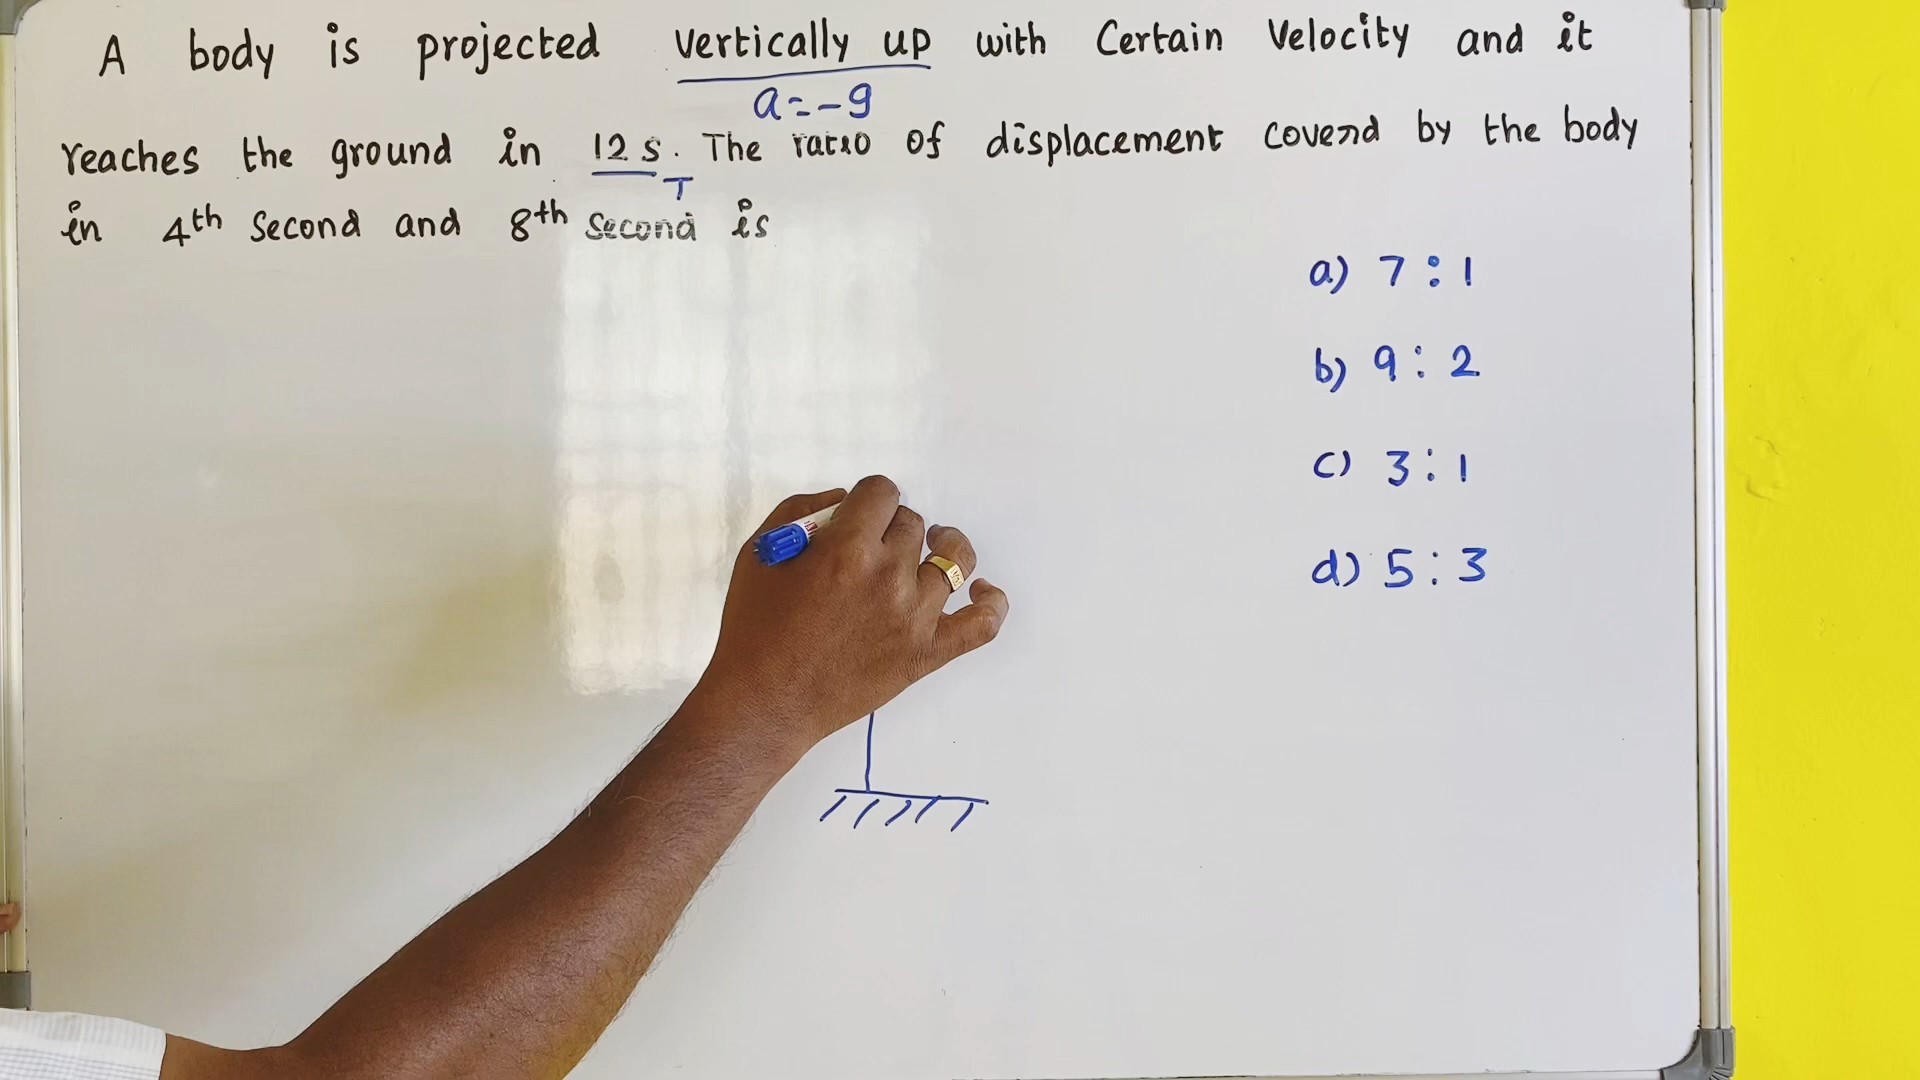 A body is projected vertically up with Certain Velocity and it
a=-g
reaches the ground in 12 s. The ratio of displacement coverd by the body
T
in 4th Second and 8th Second is
a) 7:1
b) 9:2
c) 3:1
d) 5:3